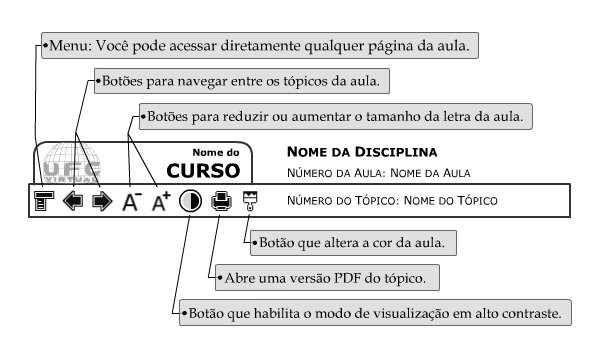 •Menu: Você pode acessar diretamente qualquer página da aula.
•Botões para navegar entre os tópicos da aula.
•Botões para reduzir ou aumentar o tamanho da letra da aula.
Nome do
CURSO
UFC
VIRTUAL
NOME DA DISCIPLINA
NÚMERO DA AULA: NOME DA AULA
A- A+
NÚMERO DO TÓPICO: NOME DO TÓPICO
•Botão que altera a cor da aula.
•Abre uma versão PDF do tópico.
•Botão que habilita o modo de visualização em alto contraste.